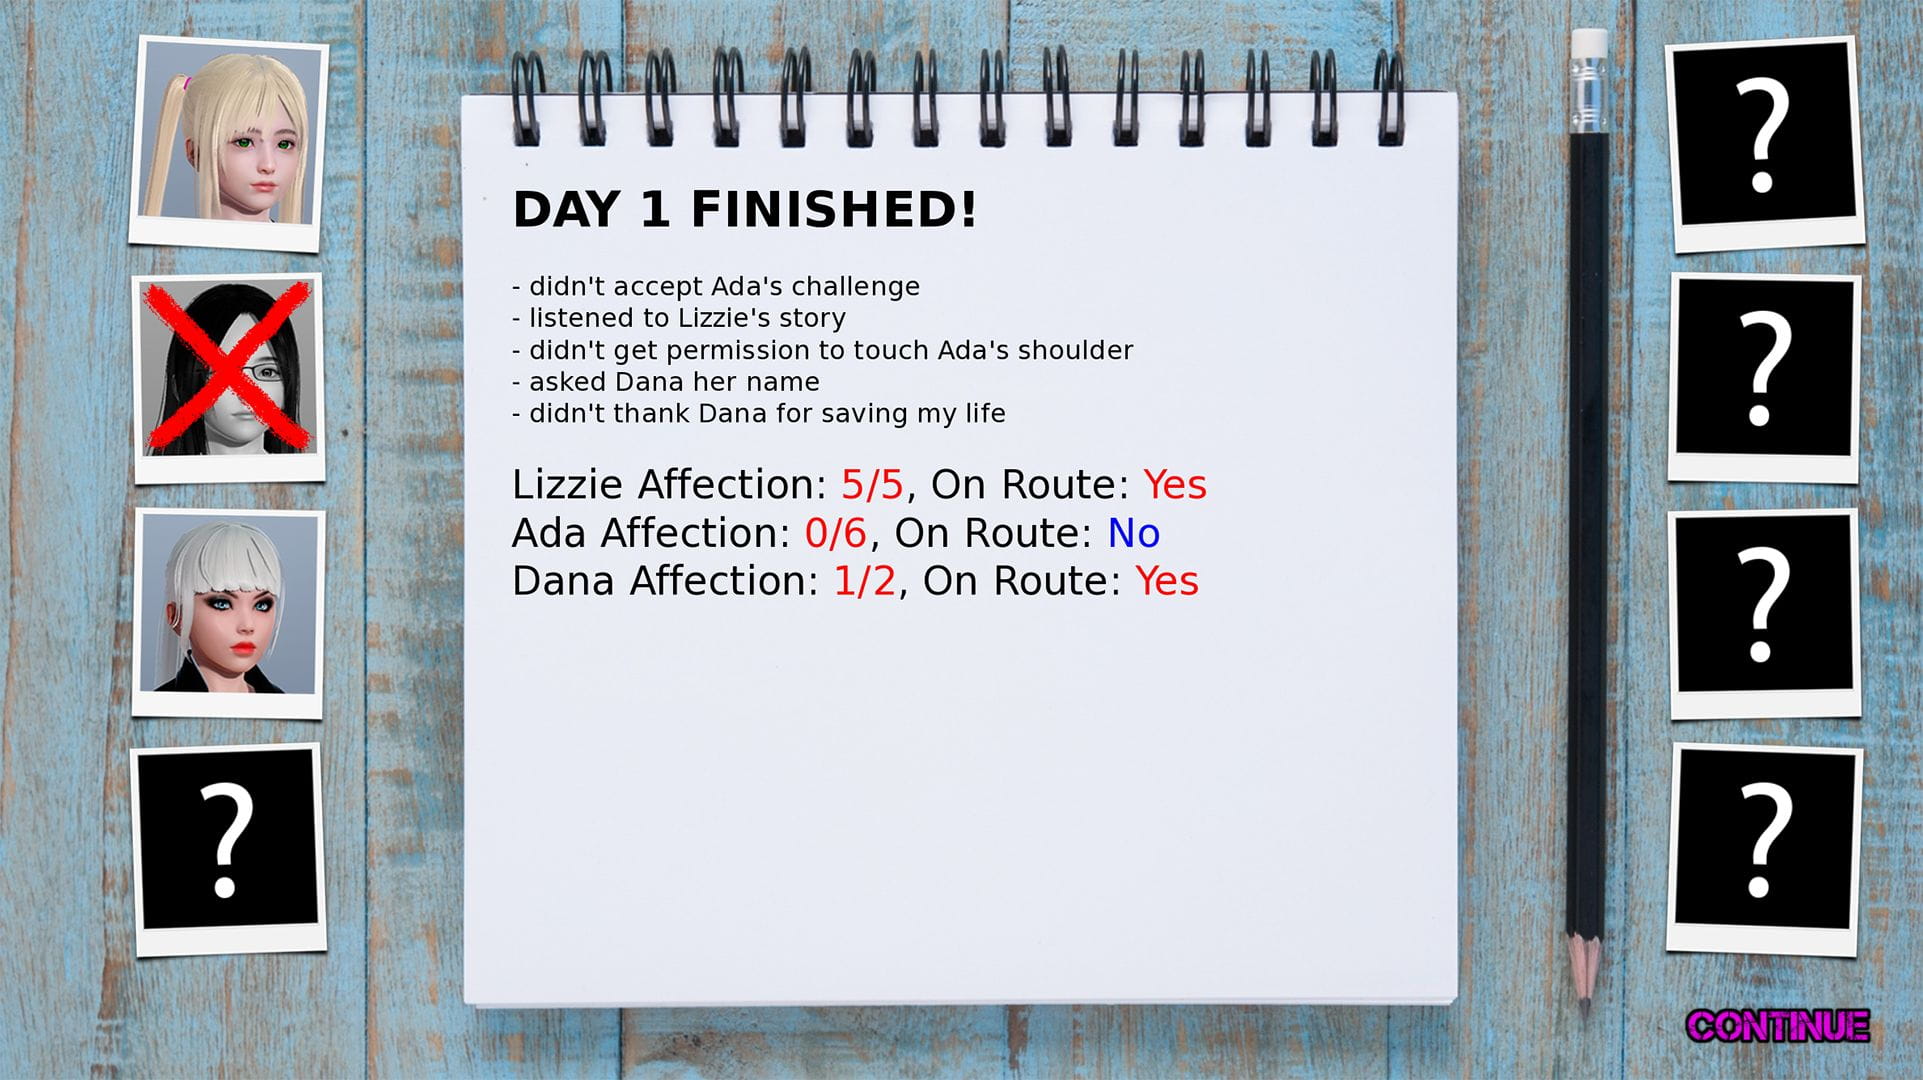 DAY 1 FINISHED!
- didn't accept Ada's challenge
- listened to Lizzie's story
- didn't get permission to touch Ada's shoulder
- asked Dana her name
- didn't thank Dana for saving my life
Lizzie Affection: 5/5, On Route: Yes
Ada Affection: 0/6, On Route: No
Dana Affection: 1/2, On Route: Yes
?
?
?
?
?
CONTINUE